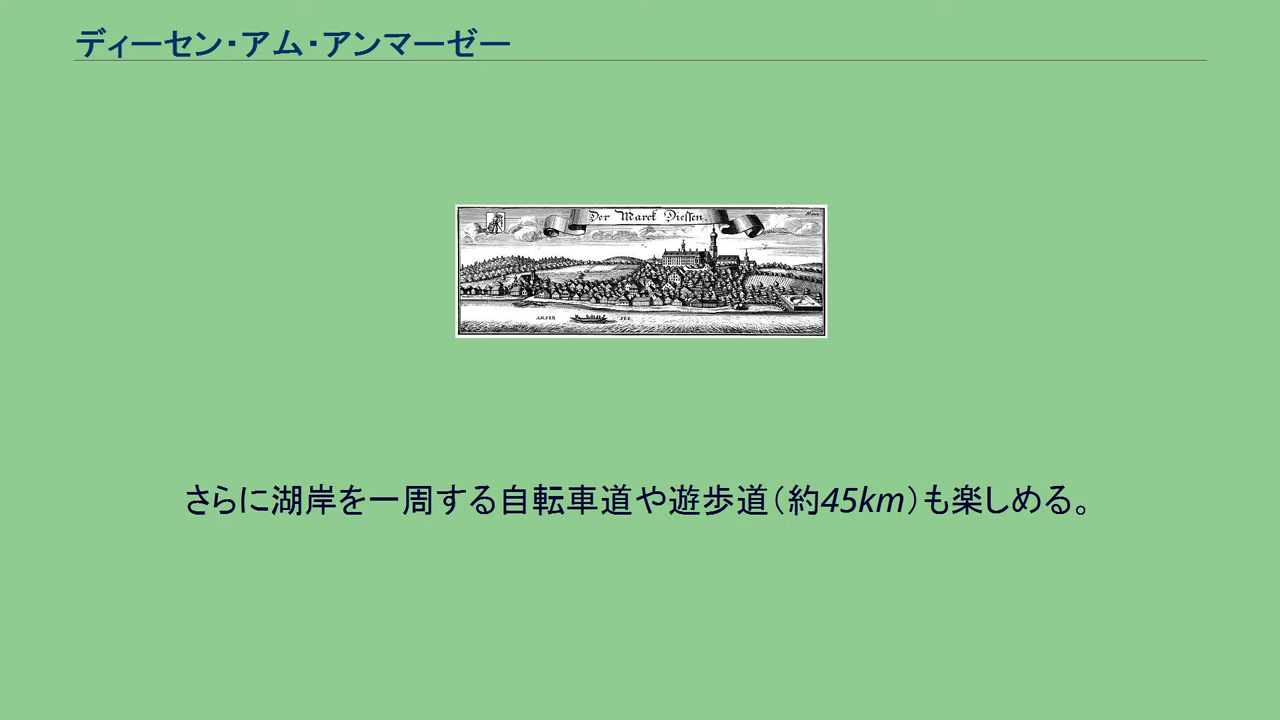 ディーセン・アム・アンマーゼー
Der Marck Diessen
AMPER SEE
さらに湖岸を一周する自転車道や遊歩道（約45km）も楽しめる。